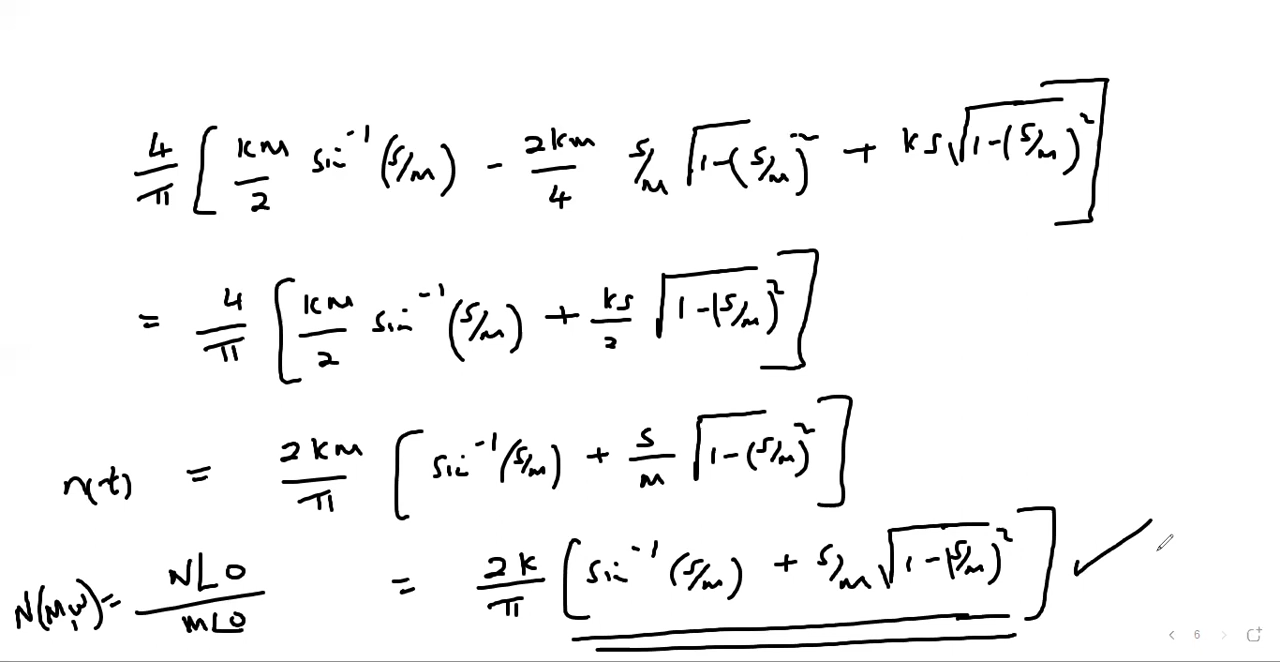 4/π [ KM/2 sin⁻¹(S/M) - 2KM/4 S/M √(1-(S/M)²) + KS √(1-(S/M)²) ]
= 4/π [ KM/2 sin⁻¹(S/M) + KS/2 √(1-(S/M)²) ]
n(t) = 2KM/π [ sin⁻¹(S/M) + S/M √(1-(S/M)²) ]
N(M,W) = N∠0/M∠0 = 2K/π [ sin⁻¹(S/M) + S/M √(1-(S/M)²) ] ✓
< 6 >